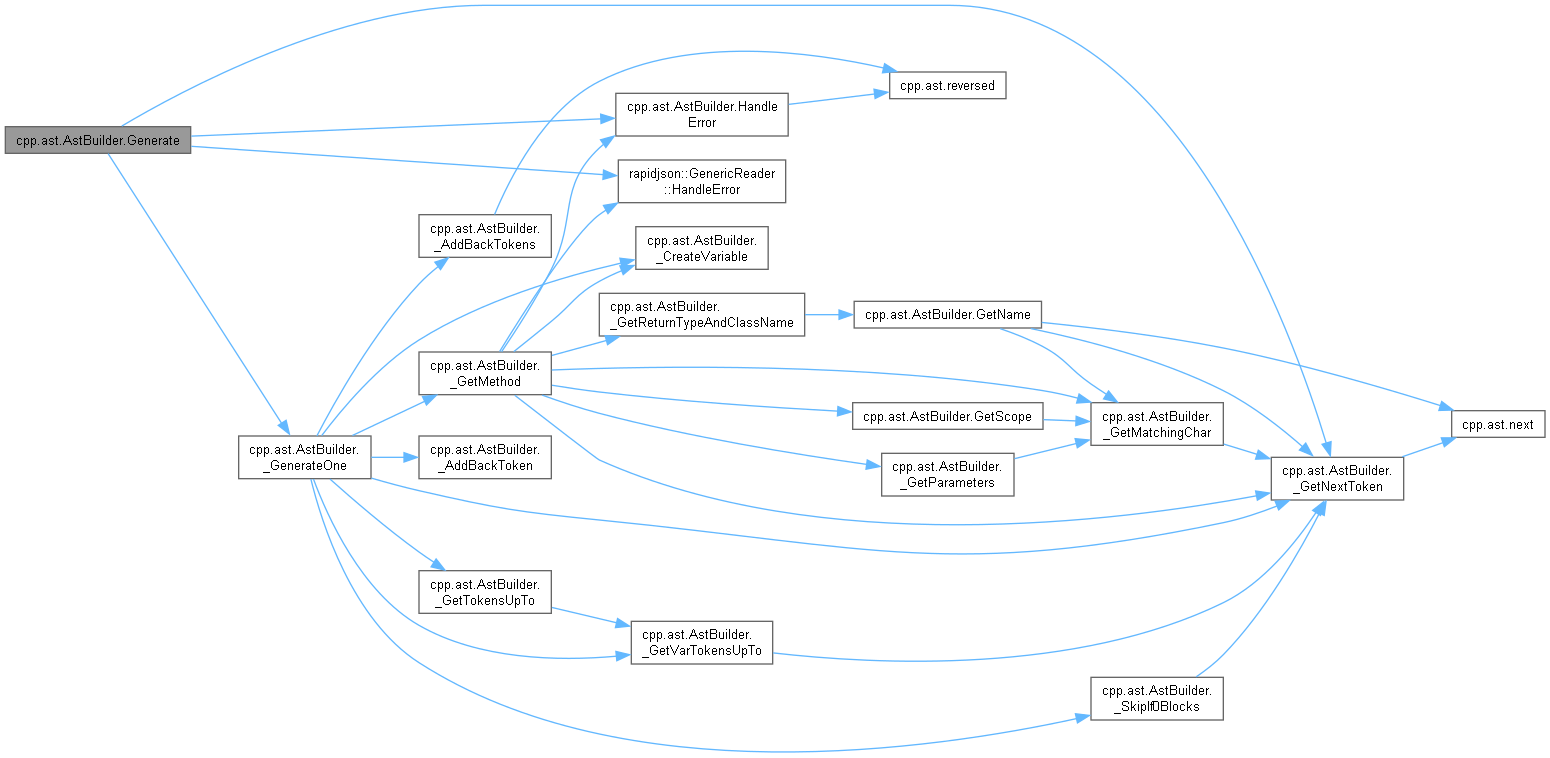 cpp.ast.AstBuilder.Generate
cpp.ast.AstBuilder.
_GenerateOne
cpp.ast.AstBuilder.
_AddBackTokens
cpp.ast.AstBuilder.
_GetMethod
cpp.ast.AstBuilder.
_AddBackToken
cpp.ast.AstBuilder.
_GetTokensUpTo
cpp.ast.AstBuilder.Handle
Error
rapidjson::GenericReader
::HandleError
cpp.ast.AstBuilder.
_CreateVariable
cpp.ast.AstBuilder.
_GetReturnTypeAndClassName
cpp.ast.AstBuilder.
_GetVarTokensUpTo
cpp.ast.reversed
cpp.ast.AstBuilder.GetName
cpp.ast.AstBuilder.GetScope
cpp.ast.AstBuilder.
_GetParameters
cpp.ast.AstBuilder.
_GetMatchingChar
cpp.ast.AstBuilder.
_SkipIf0Blocks
cpp.ast.AstBuilder.
_GetNextToken
cpp.ast.next